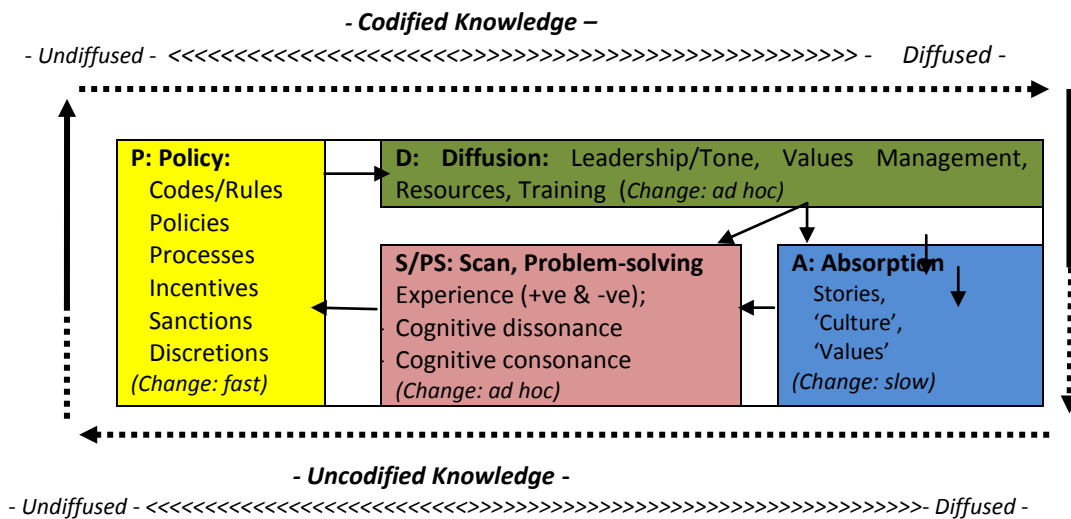 - Codified Knowledge –
- Undiffused - <<<<<<<<<<<<<<<<<<<<<<<<>>>>>>>>>>>>>>>>>>>>>>>>>>>>>>>> - Diffused -
P: Policy:
Codes/Rules
Policies
Processes
Incentives
Sanctions
Discretions
(Change: fast)
D: Diffusion: Leadership/Tone, Values Management,
Resources, Training (Change: ad hoc)
S/PS: Scan, Problem-solving
Experience (+ve & -ve);
- Cognitive dissonance
- Cognitive consonance
(Change: ad hoc)
A: Absorption
Stories,
‘Culture’,
‘Values’
(Change: slow)
- Uncodified Knowledge -
- Undiffused - <<<<<<<<<<<<<<<<<<<<<<<<<<>>>>>>>>>>>>>>>>>>>>>>>>>>>>>>>>>>>>>- Diffused -